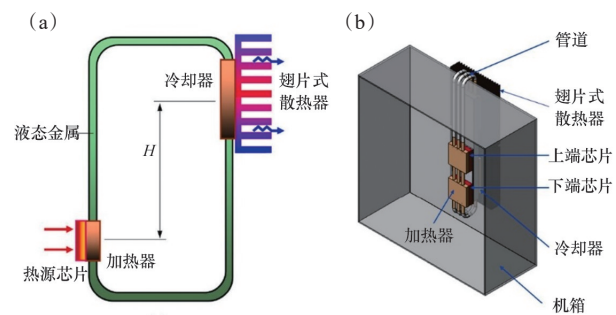 (a)
冷却器
翅片式
散热器
液态金属
H
加热器
热源芯片
(b)
管道
翅片式
散热器
上端芯片
下端芯片
加热器
冷却器
机箱